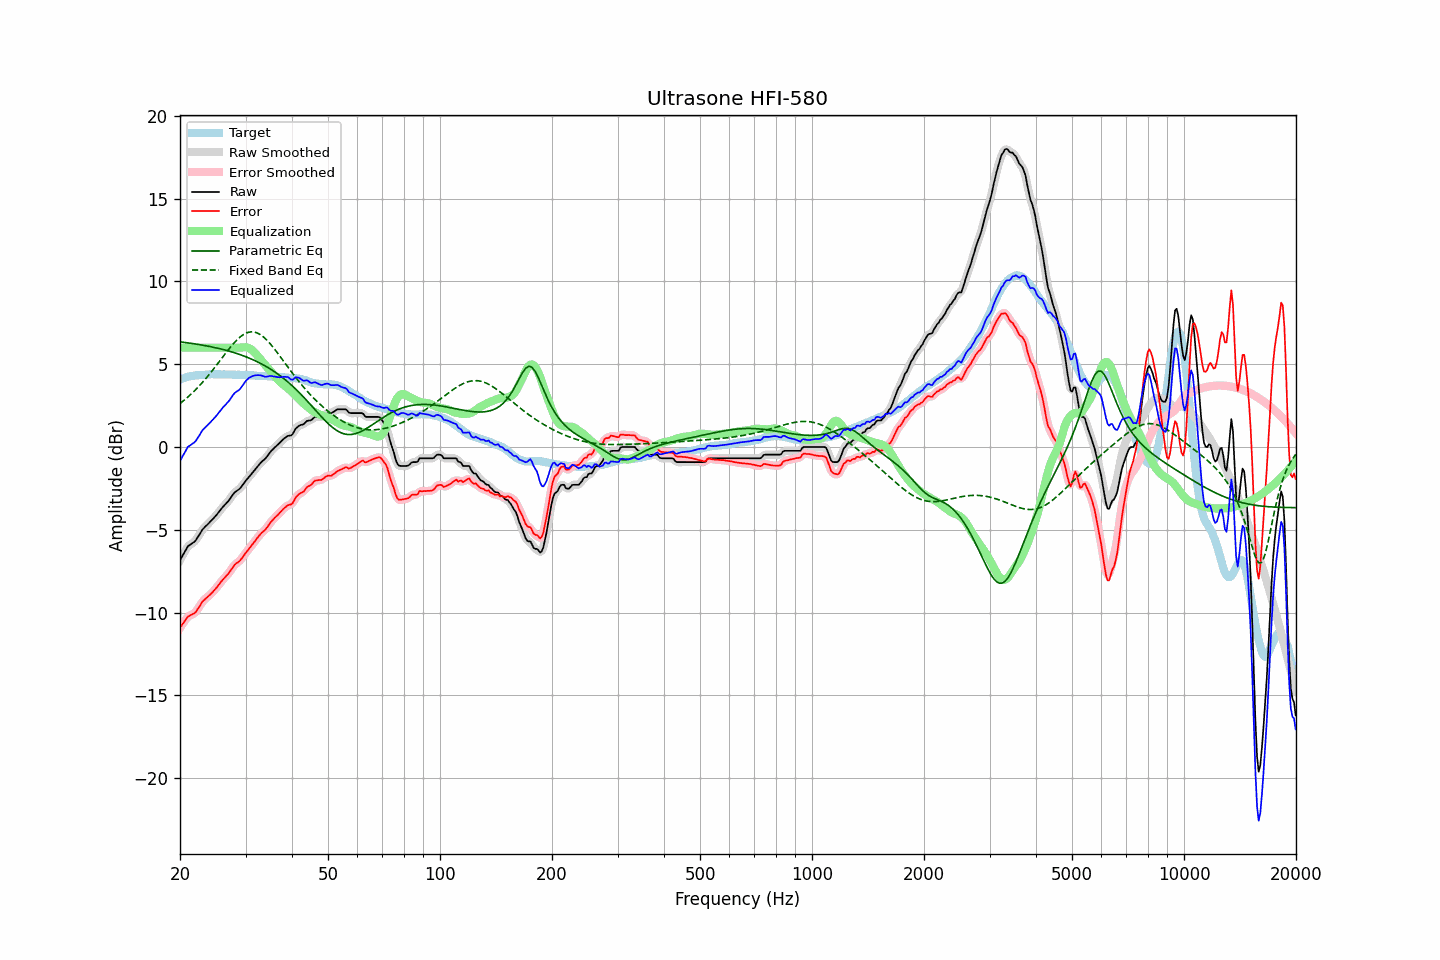 Ultrasone HFI-580
Target
Raw Smoothed
Error Smoothed
Raw
Error
Equalization
Parametric Eq
Fixed Band Eq
Equalized
20
15
10
5
0
−5
−10
−15
−20
Amplitude (dBr)
20
50
100
200
500
1000
2000
5000
10000
20000
Frequency (Hz)